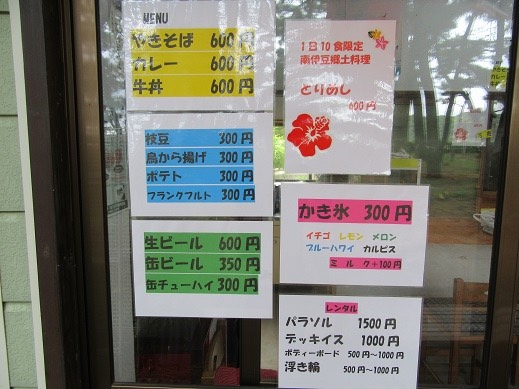 MENU
やきそば 600円
カレー 600円
牛丼 600円
枝豆 300円
鳥から揚げ 300円
ポテト 300円
フランクフルト 300円
生ビール 600円
缶ビール 350円
缶チューハイ 300円
1日10食限定
南伊豆郷土料理
とりめし
600円
かき氷 300円
イチゴ レモン メロン
ブルーハワイ カルピス
ミルク+100円
レンタル
パラソル 1500円
デッキイス 1000円
ボディーボード 500円~1000円
浮き輪 500円~1000円